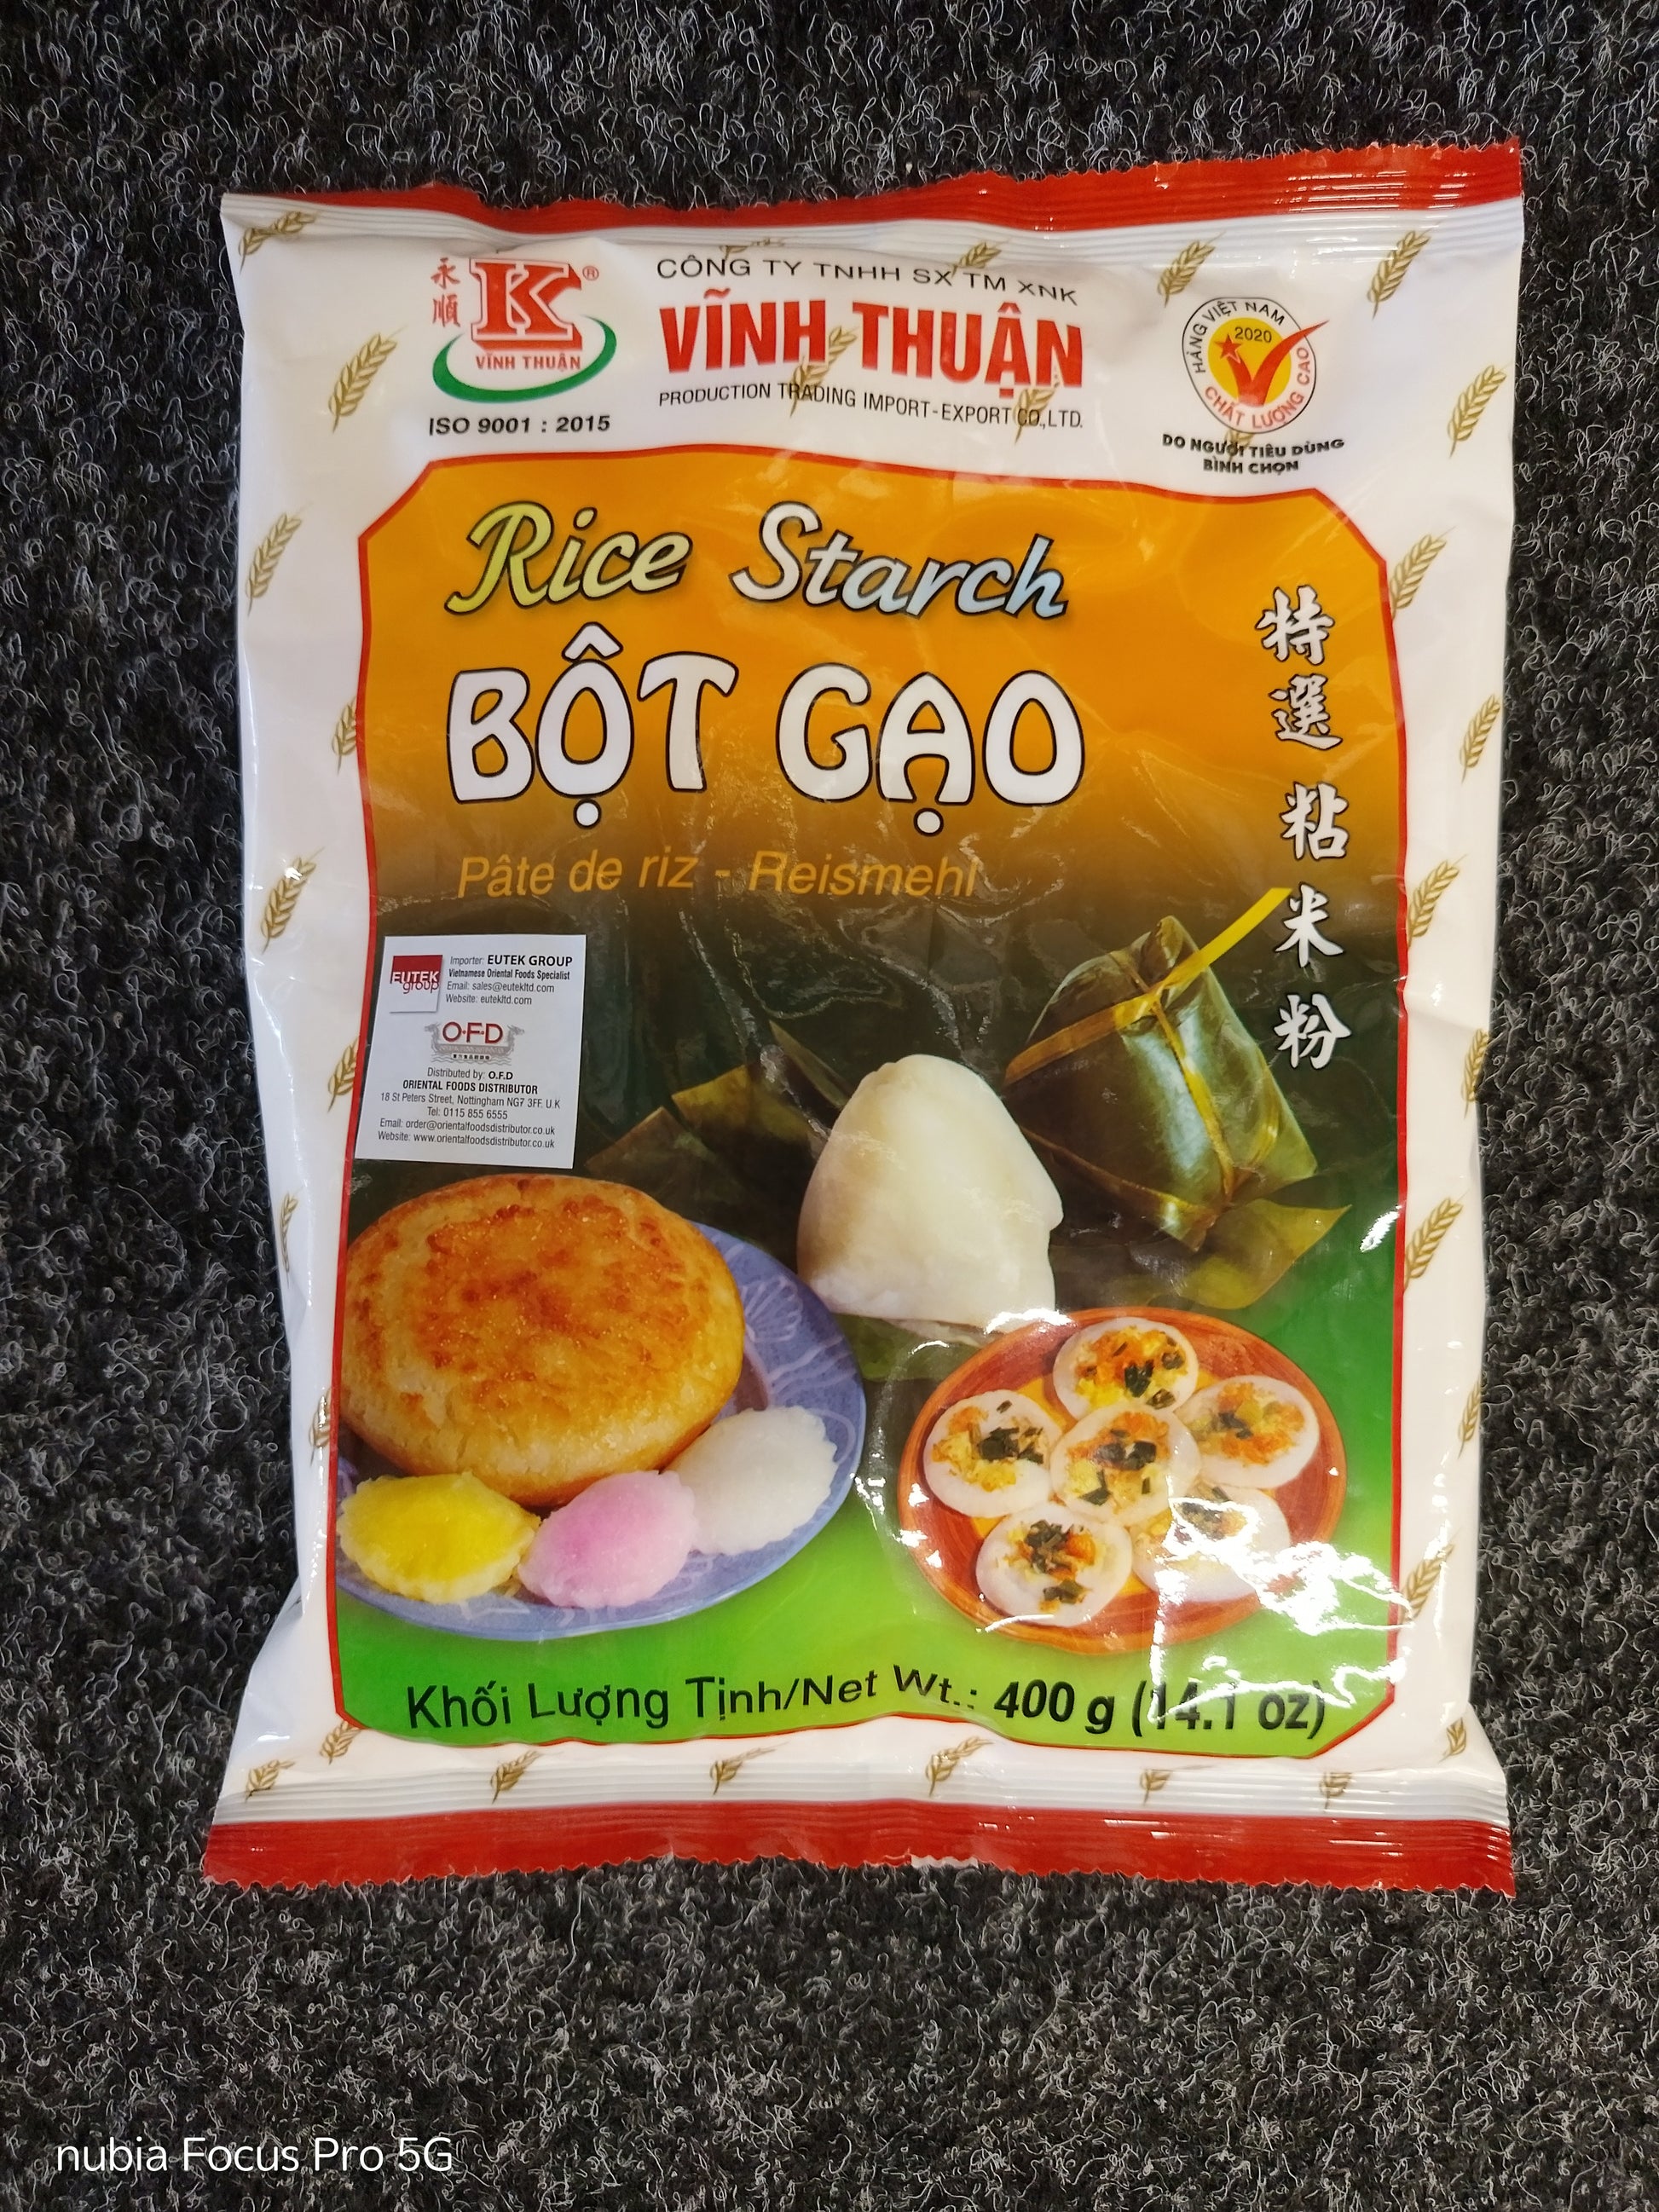 永順
K®
VĨNH THUẬN
ISO 9001 : 2015
CÔNG TY TNHH SX TM XNK
VĨNH THUẬN
PRODUCTION TRADING IMPORT-EXPORT CO.,LTD.
HÀNG VIỆT NAM
2020
CHẤT LƯỢNG CAO
DO NGƯỜI TIÊU DÙNG
BÌNH CHỌN
Rice Starch
BỘT GẠO
Pâte de riz - Reismehl
特選粘米粉
EUTEK
group
Importer: EUTEK GROUP
Vietnamese Oriental Foods Specialist
Email: sales@eutekltd.com
Website: eutekltd.com
O·F·D
Distributed by: O.F.D
ORIENTAL FOODS DISTRIBUTOR
18 St Peters Street, Nottingham NG7 3FF. U.K
Tel: 0115 855 6555
Email: order@orientalfoodsdistributor.co.uk
Website: www.orientalfoodsdistributor.co.uk
Khối Lượng Tịnh/Net Wt.: 400 g (14.1 oz)
nubia Focus Pro 5G